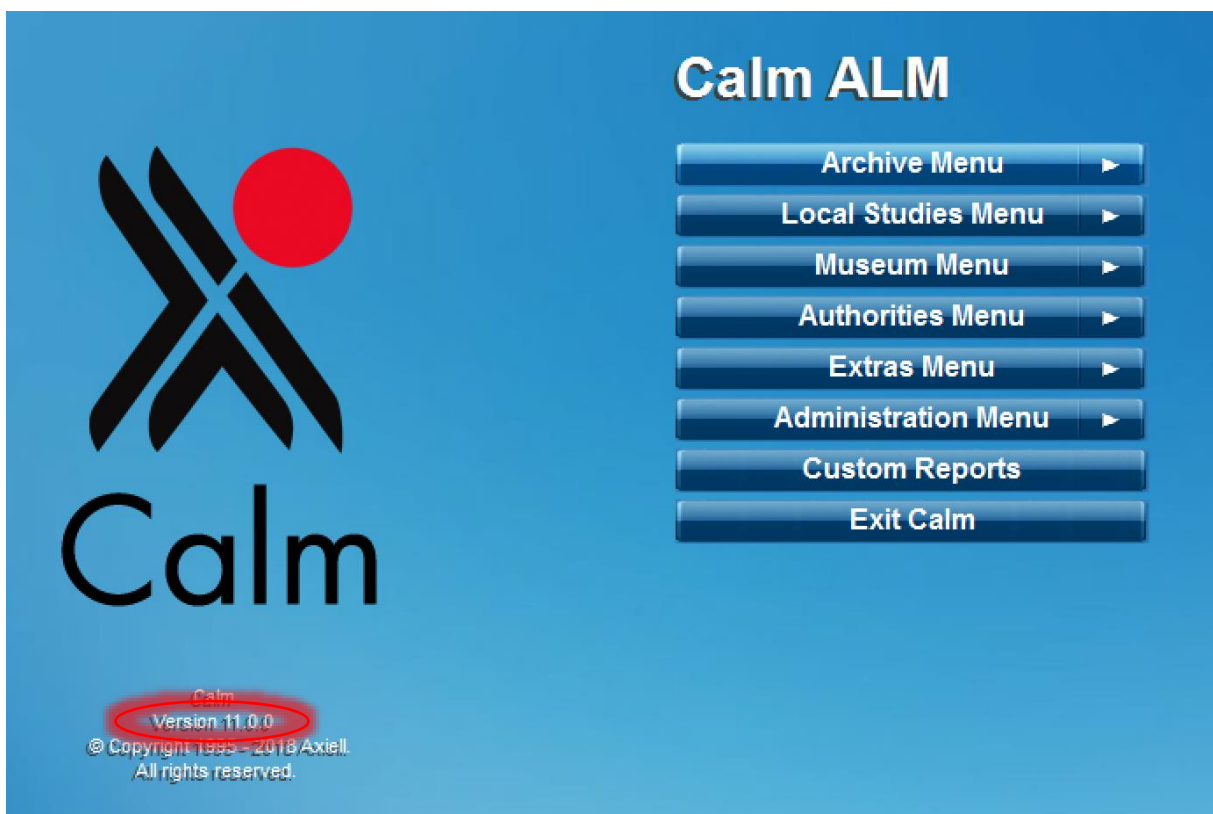 Calm ALM
Archive Menu
Local Studies Menu
Museum Menu
Authorities Menu
Extras Menu
Administration Menu
Custom Reports
Exit Calm
Calm
Calm
Version 11.0.0
© Copyright 1995 - 2018 Axiell.
All rights reserved.